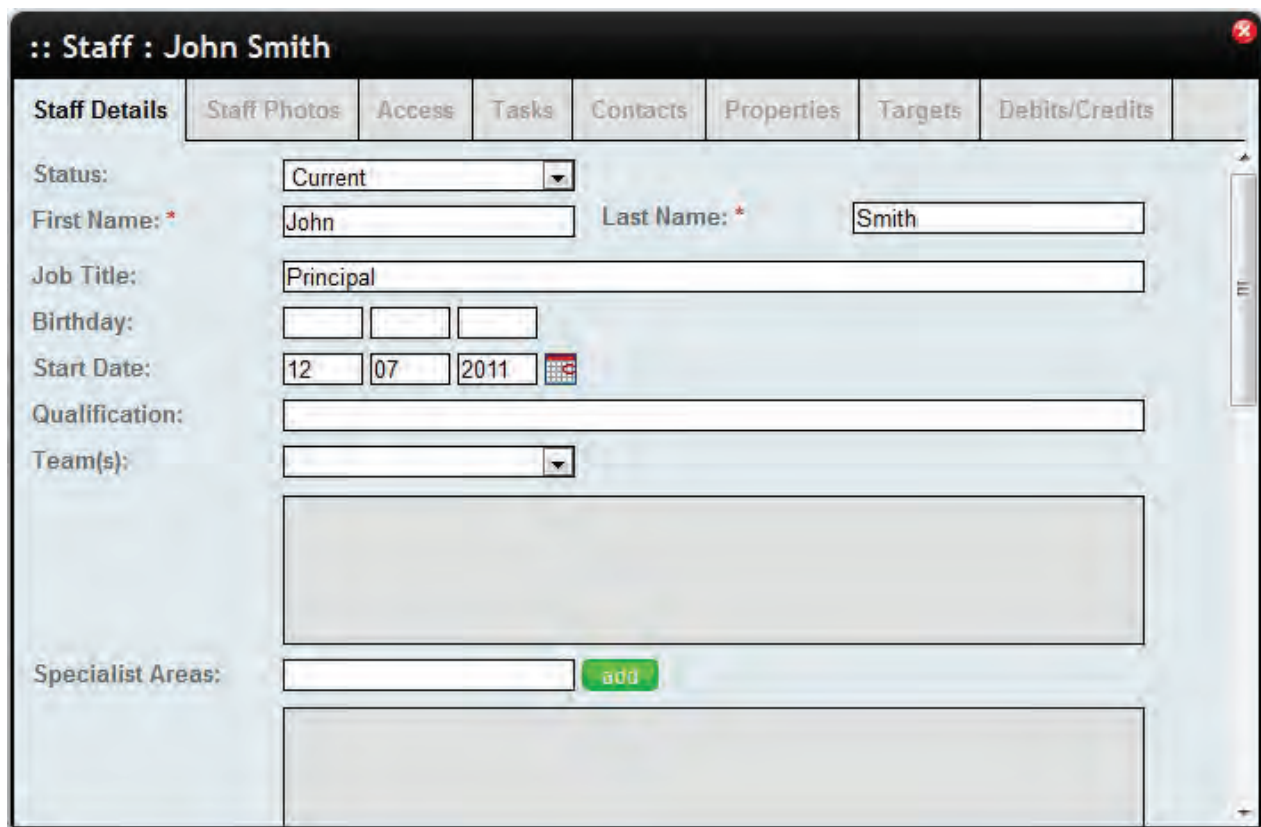 :: Staff : John Smith
Staff Details Staff Photos Access Tasks Contacts Properties Targets Debits/Credits
Status: Current
First Name: * John Last Name: * Smith
Job Title: Principal
Birthday:
Start Date: 12 07 2011
Qualification:
Team(s):
Specialist Areas: add